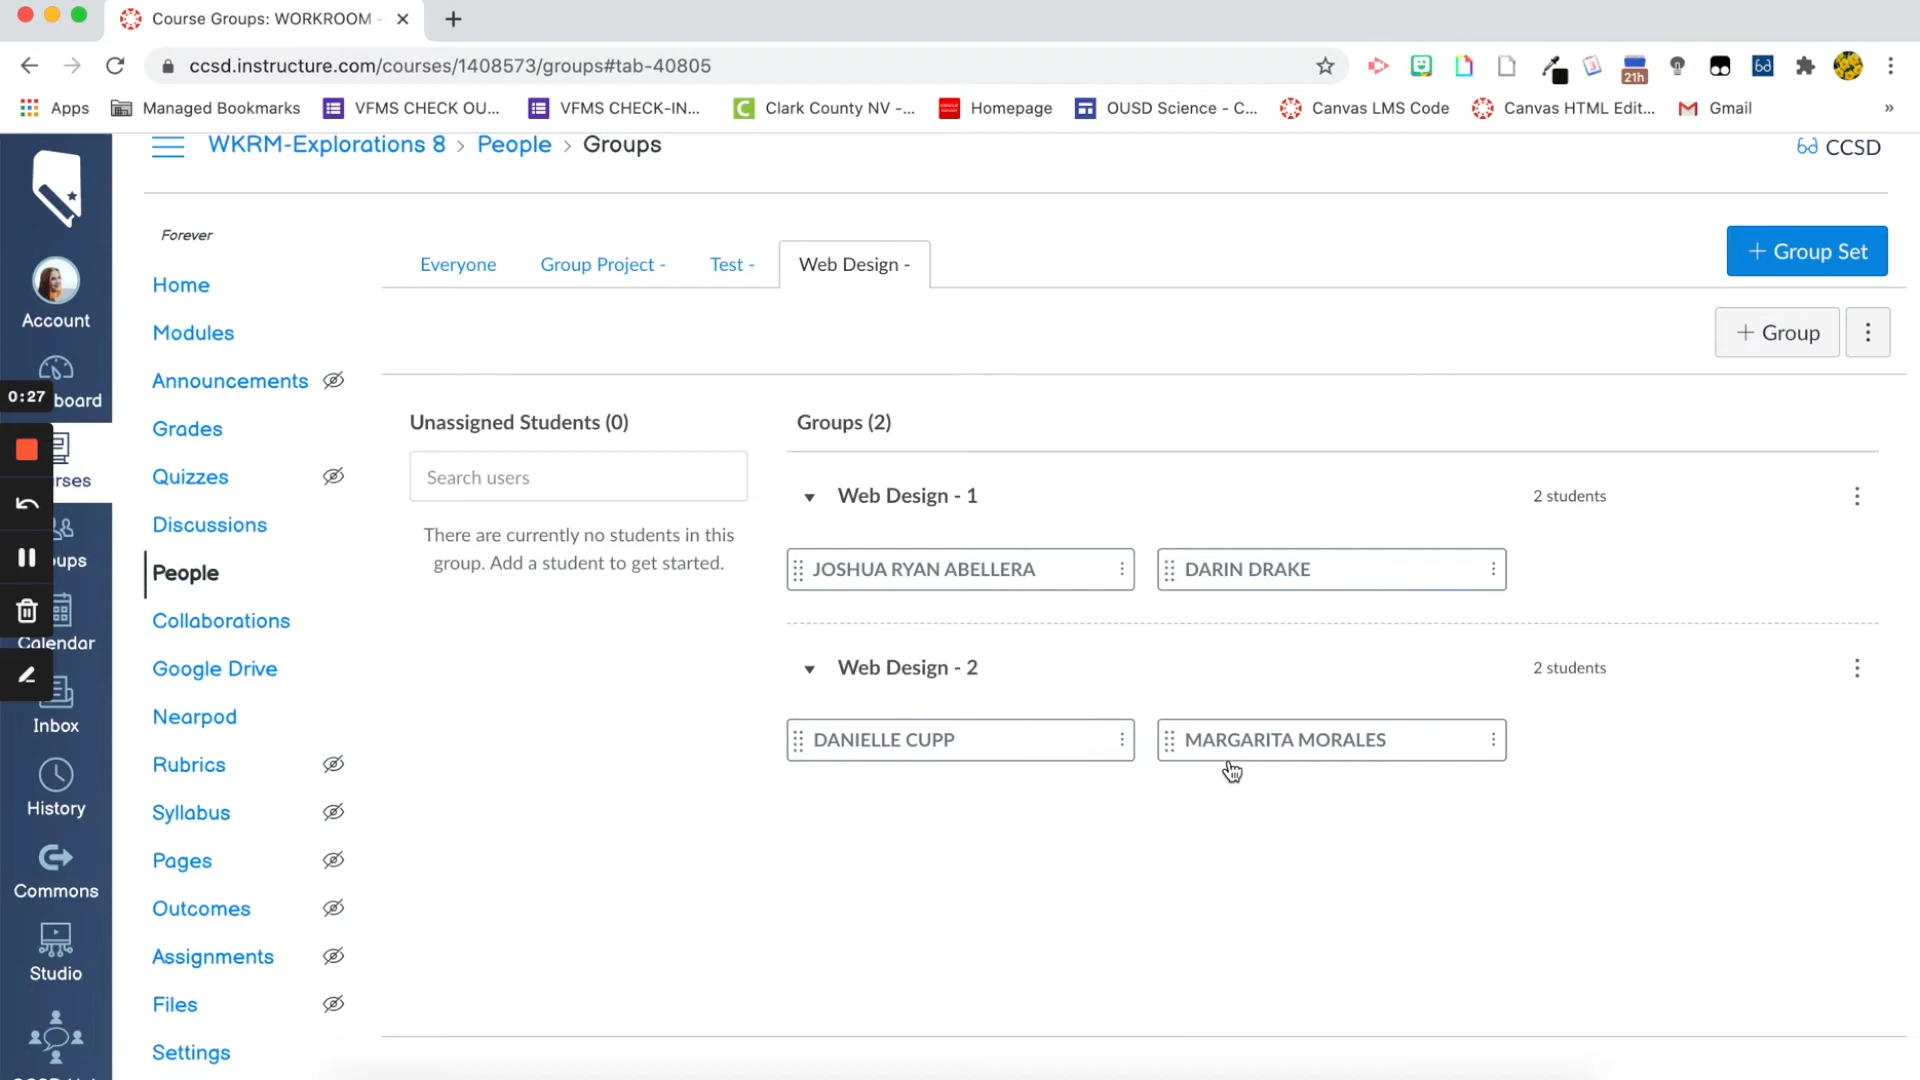 Course Groups: WORKROOM -
ccsd.instructure.com/courses/1408573/groups#tab-40805
21h
Apps
Managed Bookmarks
VFMS CHECK OU...
VFMS CHECK-IN...
Clark County NV -...
Homepage
OUSD Science - C...
Canvas LMS Code
Canvas HTML Edit...
Gmail
»
WKRM-Explorations 8 > People > Groups
CCSD
Account
board
rses
ups
Calendar
Inbox
History
Commons
Studio
0:27
Forever
Home
Modules
Announcements
Grades
Quizzes
Discussions
People
Collaborations
Google Drive
Nearpod
Rubrics
Syllabus
Pages
Outcomes
Assignments
Files
Settings
Everyone
Group Project -
Test -
Web Design -
+ Group Set
+ Group
Unassigned Students (0)
Search users
There are currently no students in this
group. Add a student to get started.
Groups (2)
Web Design - 1
2 students
JOSHUA RYAN ABELLERA
DARIN DRAKE
Web Design - 2
2 students
DANIELLE CUPP
MARGARITA MORALES